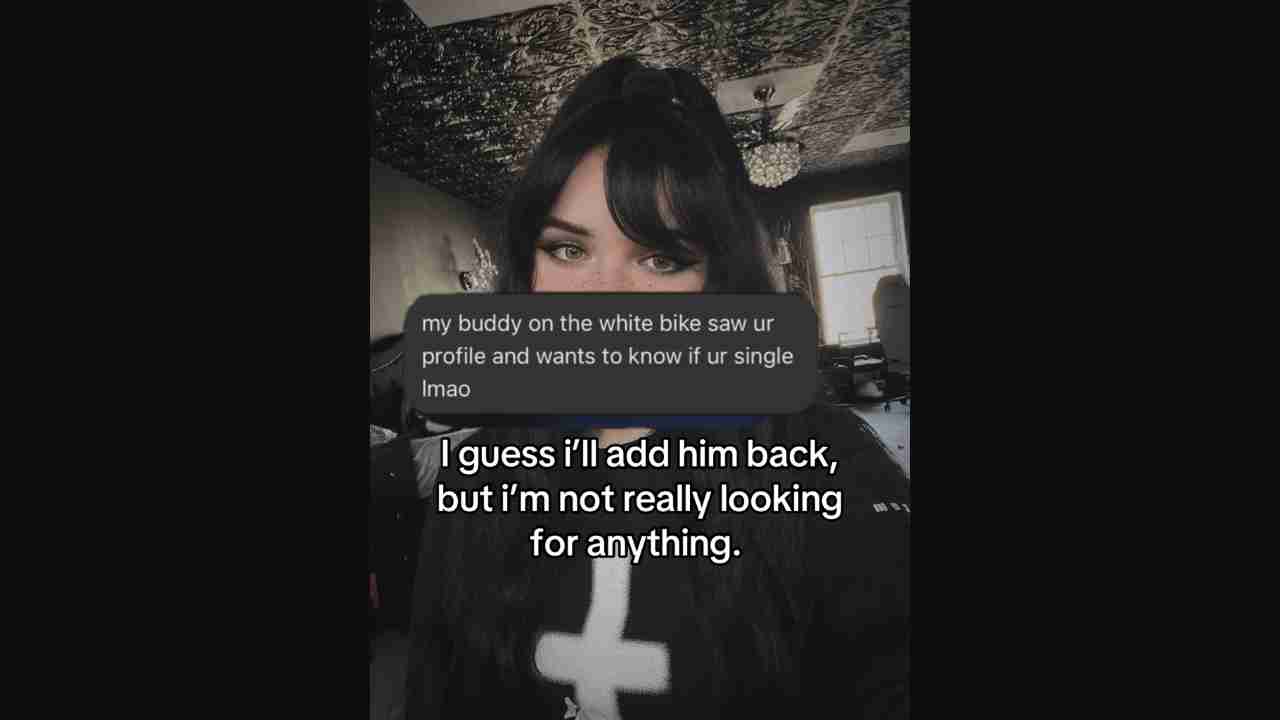 my buddy on the white bike saw ur
profile and wants to know if ur single
lmao
I guess i’ll add him back,
but i’m not really looking
for anything.